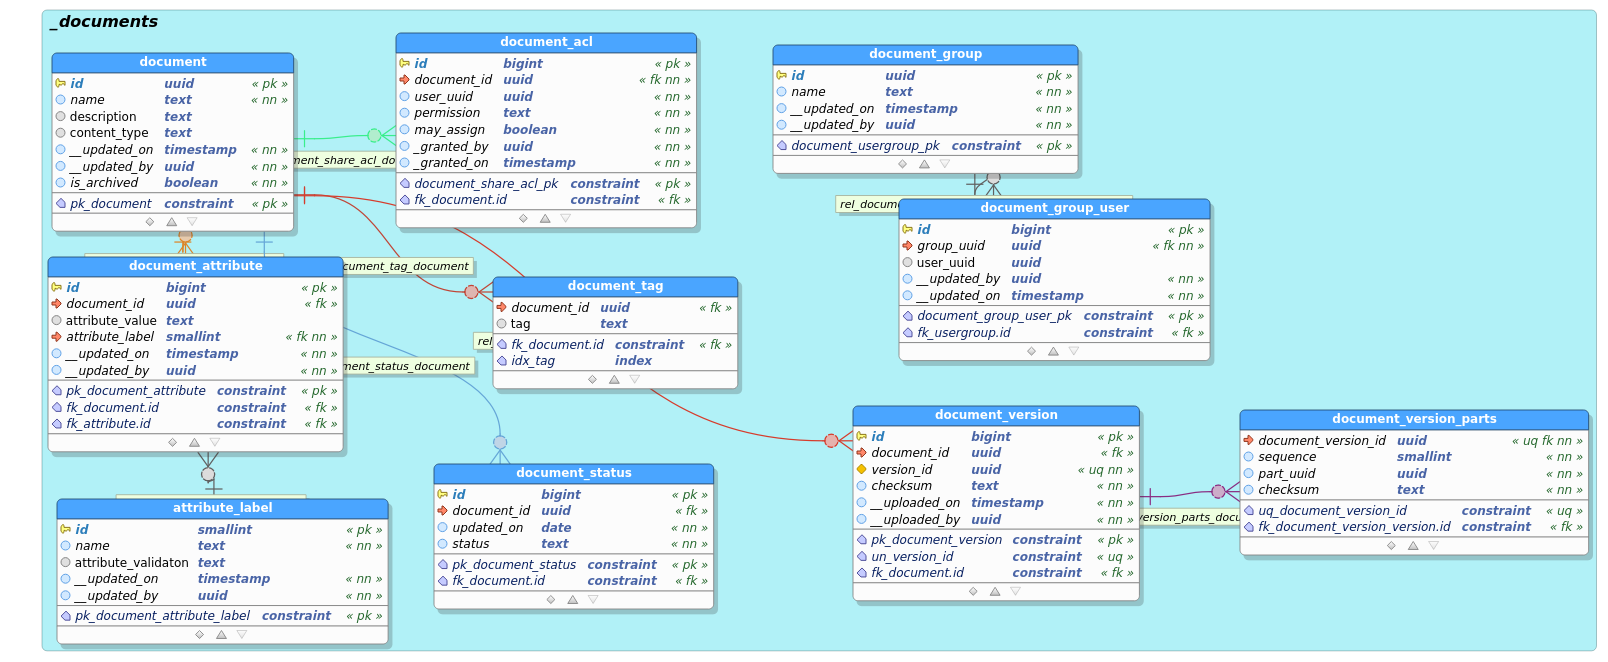 _documents
document
id uuid « pk »
name text « nn »
description text
content_type text
__updated_on timestamp « nn »
__updated_by uuid « nn »
is_archived boolean « nn »
pk_document constraint « pk »
document_acl
id bigint « pk »
document_id uuid « fk nn »
user_uuid uuid « nn »
permission text « nn »
may_assign boolean « nn »
_granted_by uuid « nn »
_granted_on timestamp « nn »
document_share_acl_pk constraint « pk »
fk_document.id constraint « fk »
ment_share_acl_do
document_group
id uuid « pk »
name text « nn »
__updated_on timestamp « nn »
__updated_by uuid « nn »
document_usergroup_pk constraint « pk »
rel_docum
document_group_user
id bigint « pk »
group_uuid uuid « fk nn »
user_uuid uuid
__updated_by uuid « nn »
__updated_on timestamp « nn »
document_group_user_pk constraint « pk »
fk_usergroup.id constraint « fk »
document_attribute
id bigint « pk »
document_id uuid « fk »
attribute_value text
attribute_label smallint « fk nn »
__updated_on timestamp « nn »
__updated_by uuid « nn »
pk_document_attribute constraint « pk »
fk_document.id constraint « fk »
fk_attribute.id constraint « fk »
cument_tag_document
document_tag
document_id uuid « fk »
tag text
fk_document.id constraint « fk »
idx_tag index
rel_
ment_status_document
document_version
id bigint « pk »
document_id uuid « fk »
version_id uuid « uq nn »
checksum text « nn »
__uploaded_on timestamp « nn »
__uploaded_by uuid « nn »
pk_document_version constraint « pk »
un_version_id constraint « uq »
fk_document.id constraint « fk »
version_parts_docu
document_version_parts
document_version_id uuid « uq fk nn »
sequence smallint « nn »
part_uuid uuid « nn »
checksum text « nn »
uq_document_version_id constraint « uq »
fk_document_version_version.id constraint « fk »
document_status
id bigint « pk »
document_id uuid « fk »
updated_on date « nn »
status text « nn »
pk_document_status constraint « pk »
fk_document.id constraint « fk »
attribute_label
id smallint « pk »
name text « nn »
attribute_validaton text
__updated_on timestamp « nn »
__updated_by uuid « nn »
pk_document_attribute_label constraint « pk »